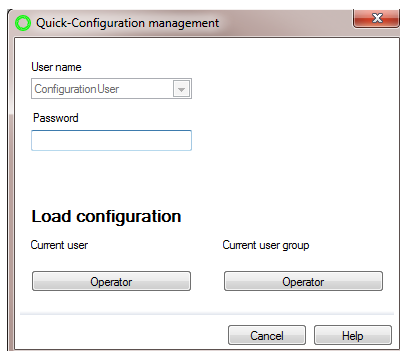 Quick-Configuration management
User name
ConfigurationUser
Password
Load configuration
Current user Current user group
Operator Operator
Cancel Help